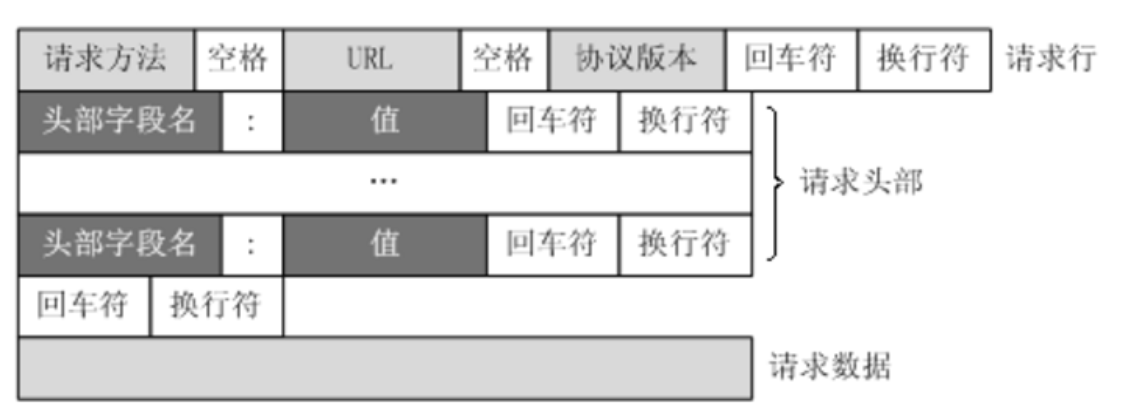 请求方法 空格 URL 空格 协议版本 回车符 换行符 请求行
头部字段名 : 值 回车符 换行符
… 请求头部
头部字段名 : 值 回车符 换行符
回车符 换行符
请求数据